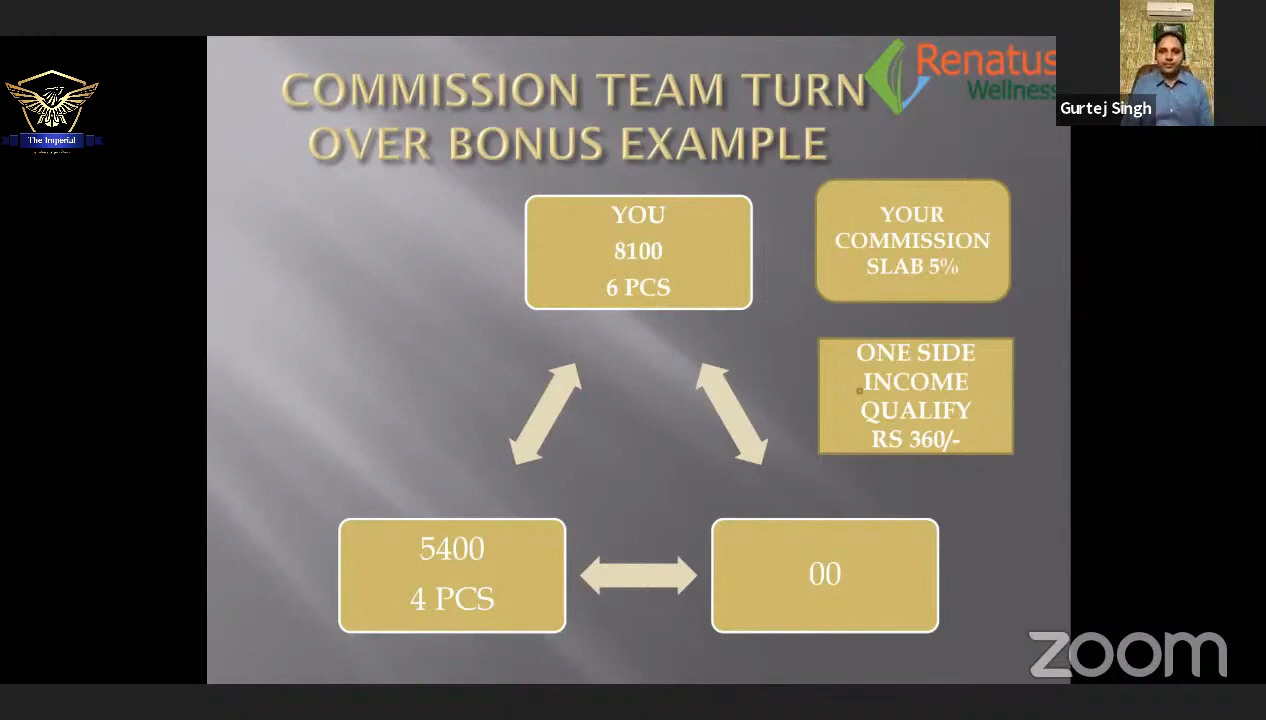 COMMISSION TEAM TURN
OVER BONUS EXAMPLE
Renatus
Wellness
Gurtej Singh
The Imperial
YOU
8100
6 PCS
YOUR
COMMISSION
SLAB 5%
ONE SIDE
INCOME
QUALIFY
RS 360/-
5400
4 PCS
00
zoom